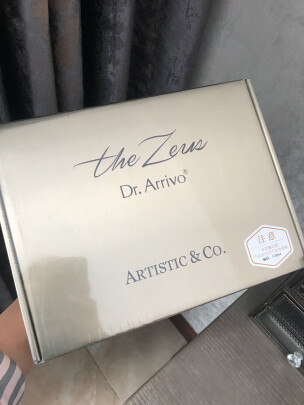 the Zeus
Dr. Arrivo®
ARTISTIC & CO.
注意